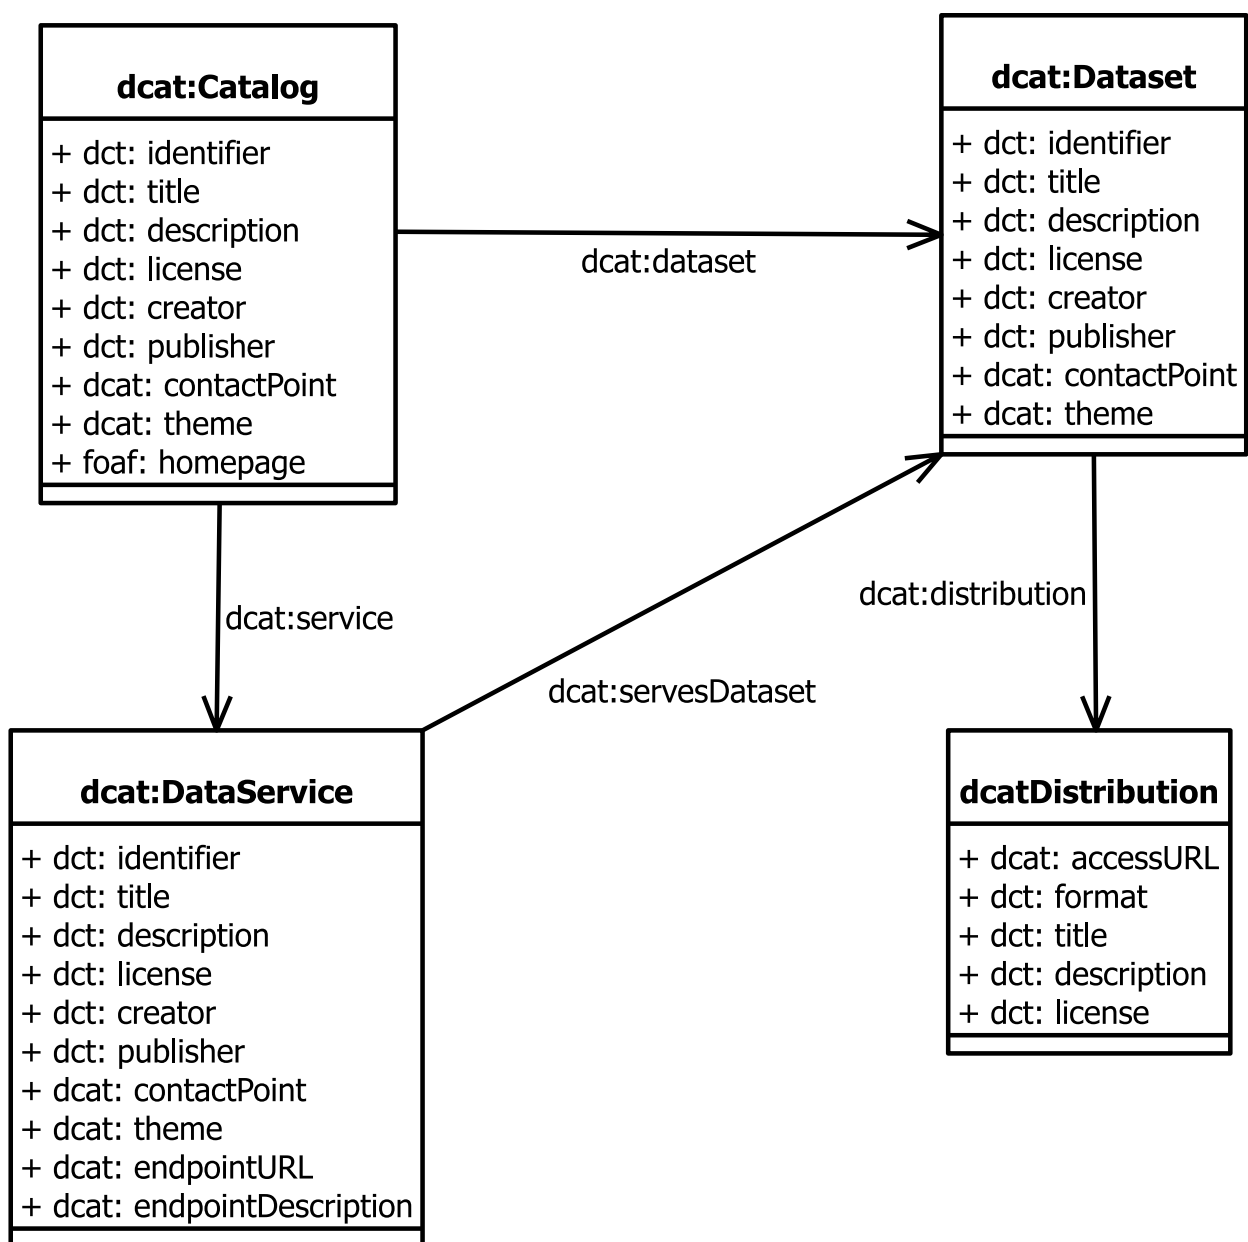 dcat:Catalog
+ dct: identifier
+ dct: title
+ dct: description
+ dct: license
+ dct: creator
+ dct: publisher
+ dcat: contactPoint
+ dcat: theme
+ foaf: homepage
dcat:dataset
dcat:Dataset
+ dct: identifier
+ dct: title
+ dct: description
+ dct: license
+ dct: creator
+ dct: publisher
+ dcat: contactPoint
+ dcat: theme
dcat:service
dcat:servesDataset
dcat:distribution
dcat:DataService
+ dct: identifier
+ dct: title
+ dct: description
+ dct: license
+ dct: creator
+ dct: publisher
+ dcat: contactPoint
+ dcat: theme
+ dcat: endpointURL
+ dcat: endpointDescription
dcatDistribution
+ dcat: accessURL
+ dct: format
+ dct: title
+ dct: description
+ dct: license